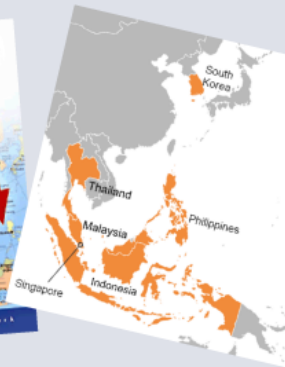 South
Korea
Thailand
Philippines
Malaysia
Singapore
Indonesia